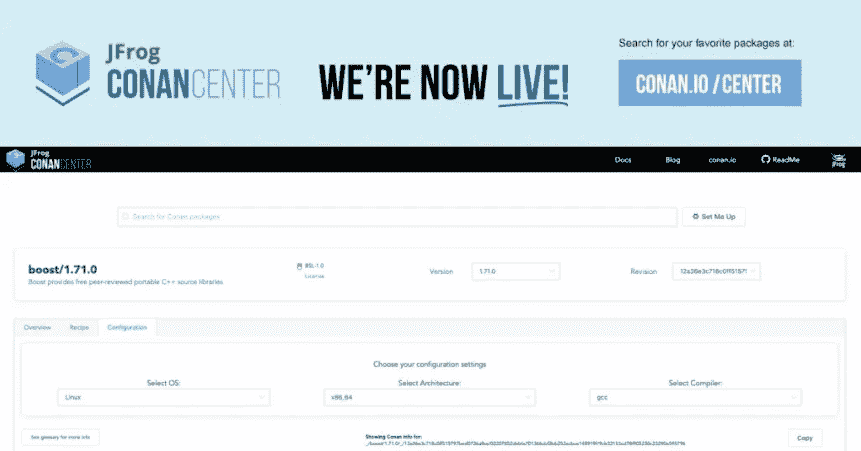 JFrog
CONANCENTER
WE'RE NOW LIVE!
Search for your favorite packages at:
CONAN.IO/CENTER
JFrog
CONANCENTER
Docs
Blog
conan.io
ReadMe
JFrog
Search for Conan packages
Set Me Up
boost/1.71.0
Boost provides free peer-reviewed portable C++ source libraries
BSL-1.0
License
Version
1.71.0
Revision
Overview
Recipe
Configuration
Choose your configuration settings
Select OS:
Linux
Select Architecture:
x86_64
Select Compiler:
gcc
See glossary for more info
Showing Conan info for:
Copy